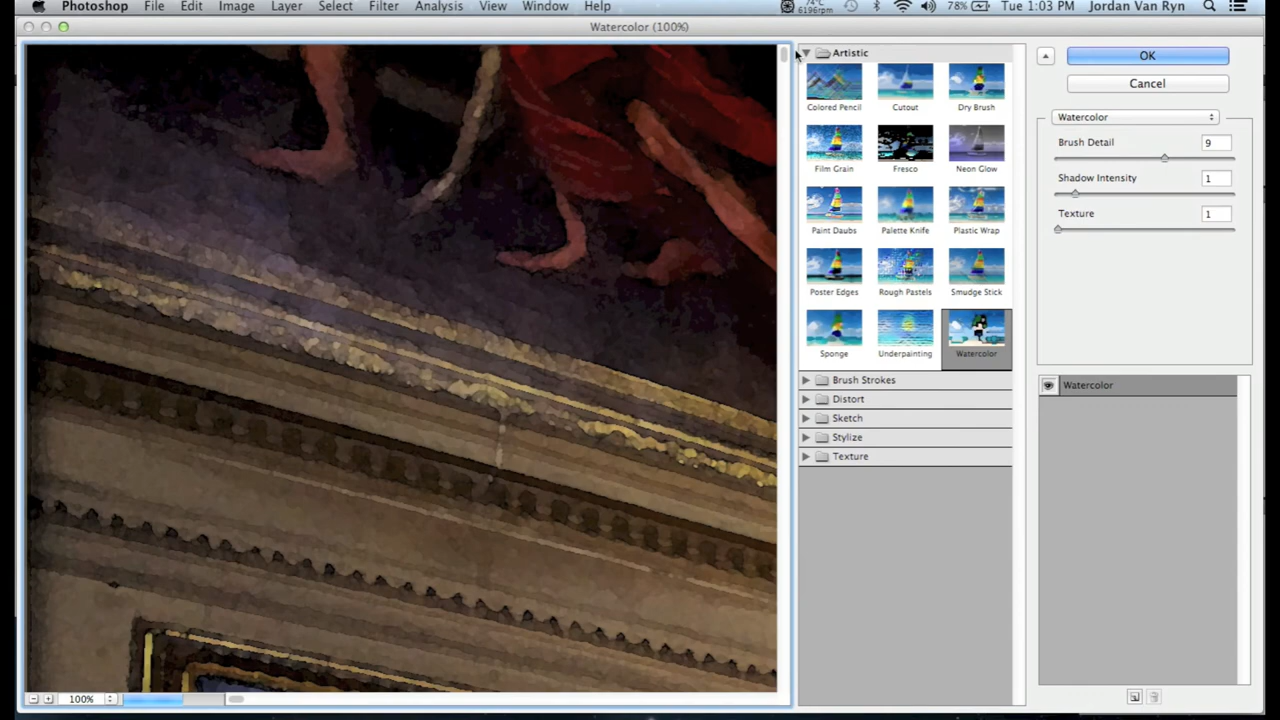 Photoshop File Edit Image Layer Select Filter Analysis View Window Help 74°C 6196rpm 78% Tue 1:03 PM Jordan Van Ryn
Watercolor (100%)
Artistic
Colored Pencil Cutout Dry Brush
Film Grain Fresco Neon Glow
Paint Daubs Palette Knife Plastic Wrap
Poster Edges Rough Pastels Smudge Stick
Sponge Underpainting Watercolor
Brush Strokes
Distort
Sketch
Stylize
Texture
OK
Cancel
Watercolor
Brush Detail 9
Shadow Intensity 1
Texture 1
Watercolor
100%